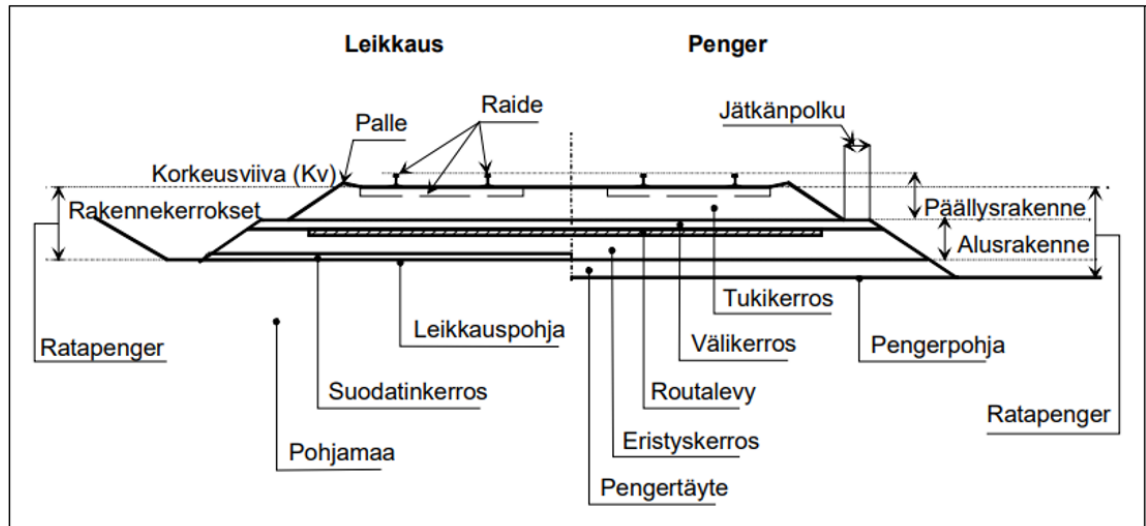 Leikkaus
Penger
Jätkänpolku
Raide
Palle
Korkeusviiva (Kv)
Rakennekerrokset
Päällysrakenne
Alusrakenne
Tukikerros
Leikkauspohja
Välikerros
Pengerpohja
Ratapenger
Suodatinkerros
Routalevy
Ratapenger
Eristyskerros
Pohjamaa
Pengertäyte